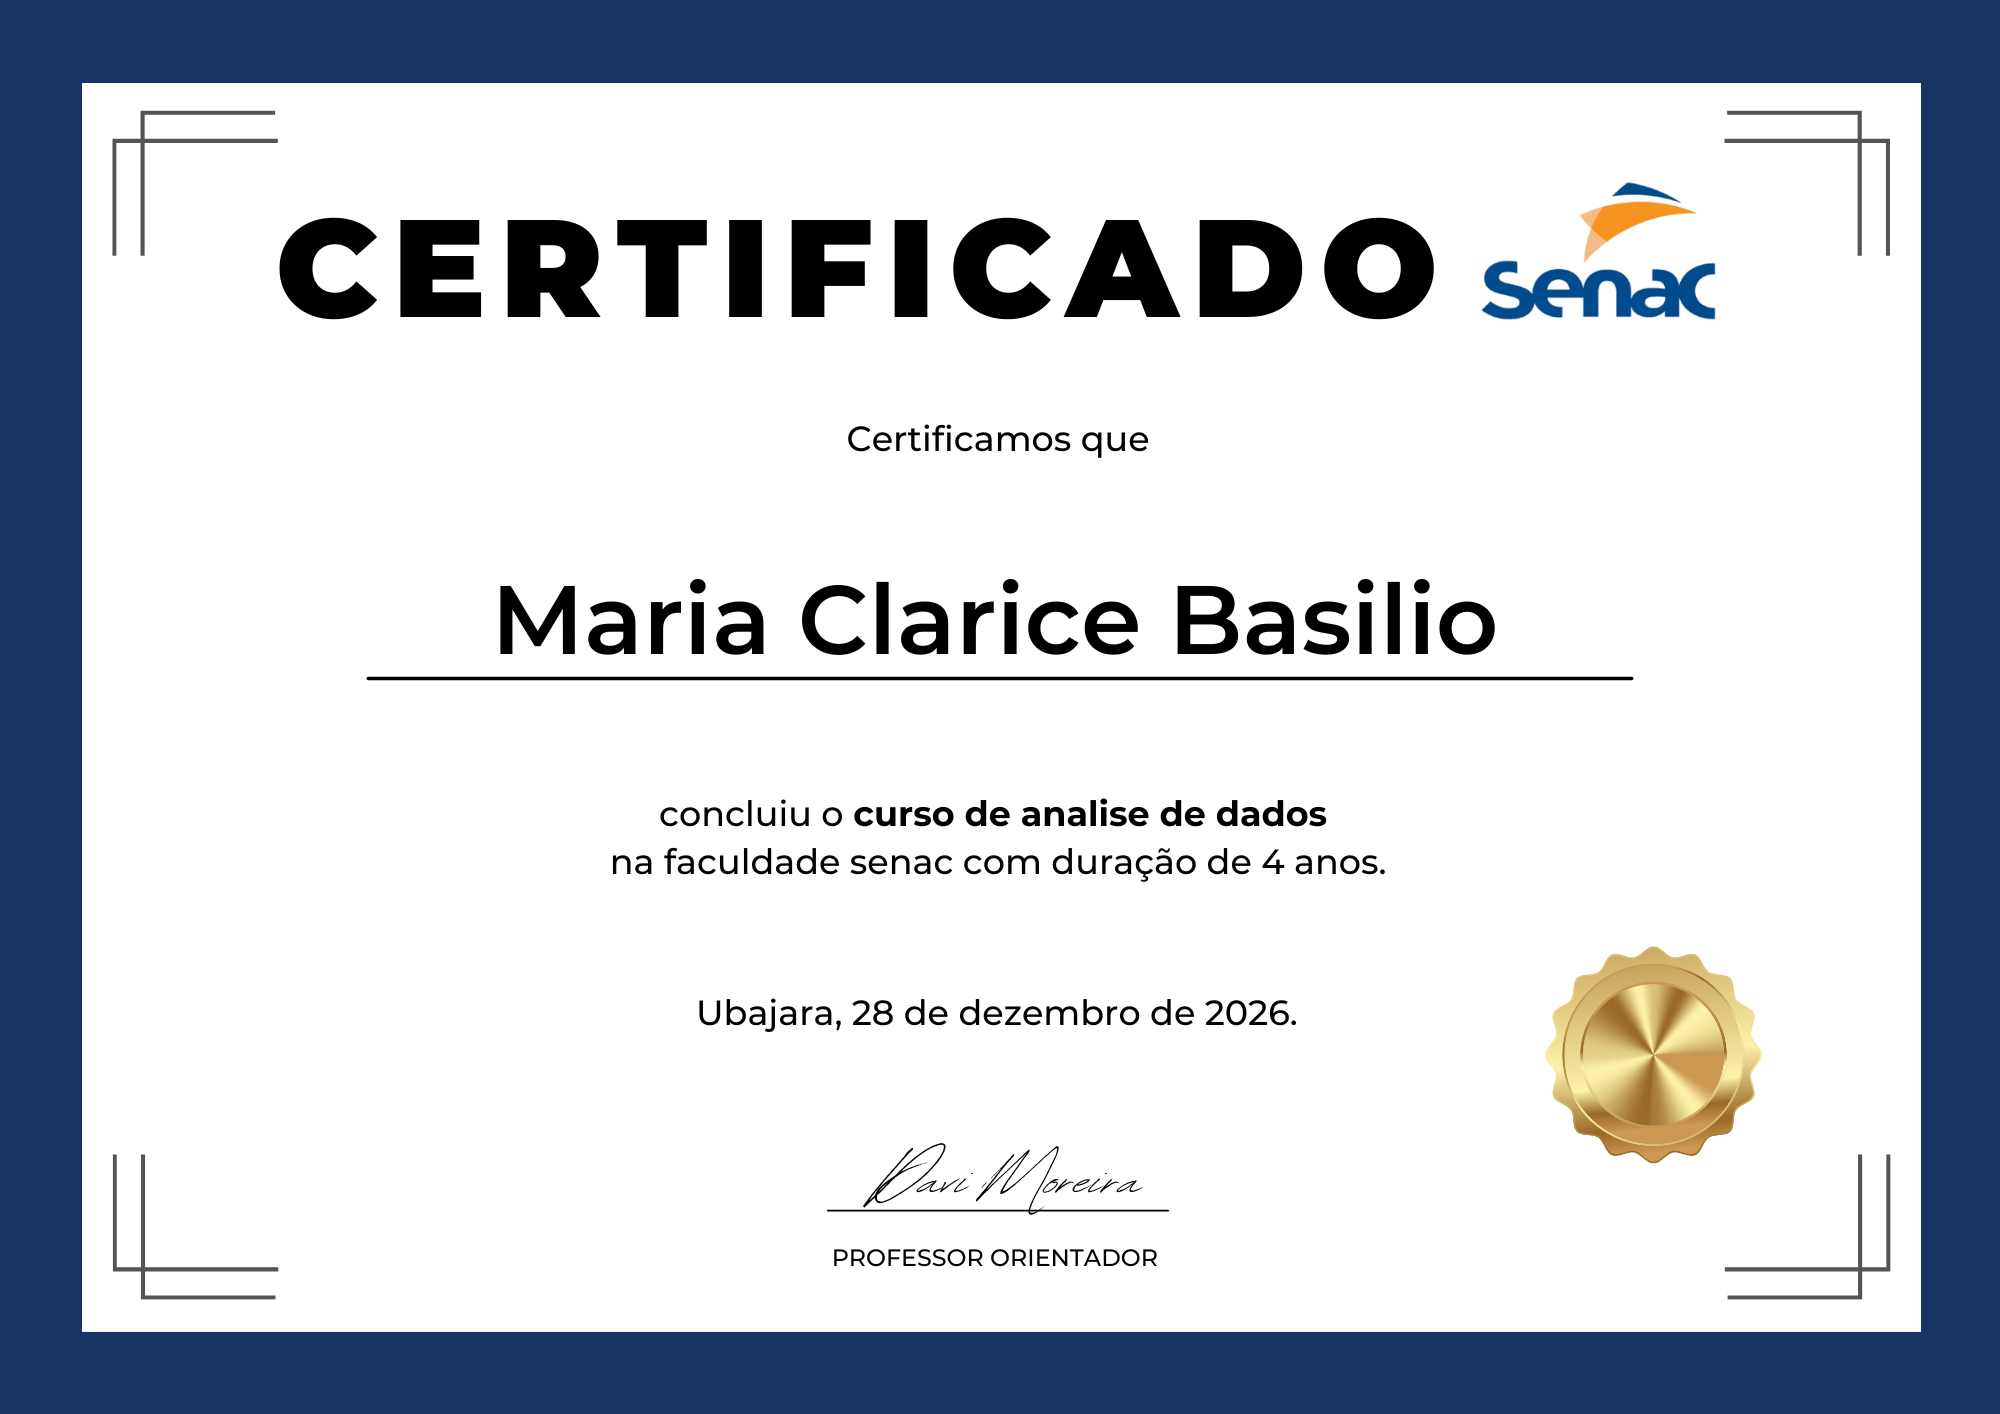 CERTIFICADO
senac
Certificamos que
Maria Clarice Basilio
concluiu o curso de analise de dados
na faculdade senac com duração de 4 anos.
Ubajara, 28 de dezembro de 2026.
Davi Moreira
PROFESSOR ORIENTADOR